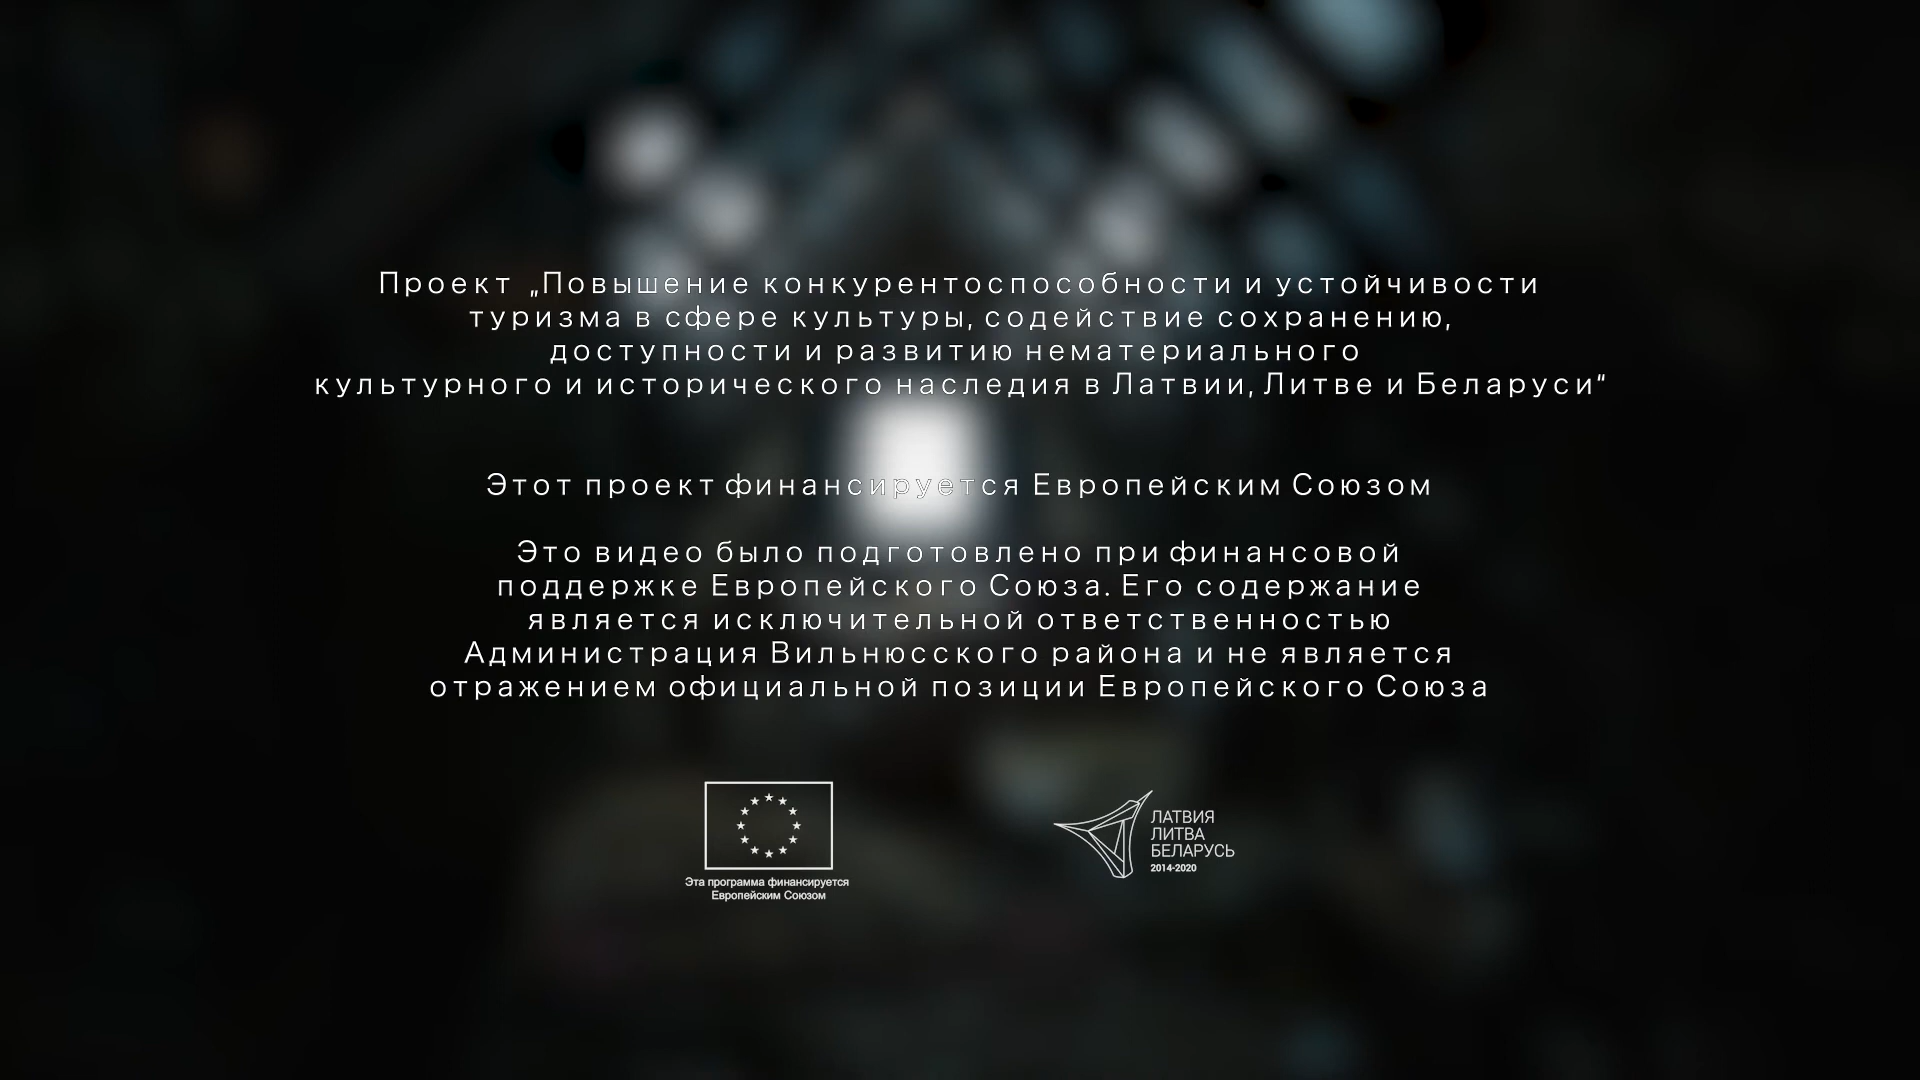 Проект „Повышение конкурентоспособности и устойчивости
туризма в сфере культуры, содействие сохранению,
доступности и развитию нематериального
культурного и исторического наследия в Латвии, Литве и Беларуси“
Этот проект финансируется Европейским Союзом
Это видео было подготовлено при финансовой
поддержке Европейского Союза. Его содержание
является исключительной ответственностью
Администрация Вильнюсского района и не является
отражением официальной позиции Европейского Союза
Эта программа финансируется
Европейским Союзом
ЛАТВИЯ
ЛИТВА
БЕЛАРУСЬ
2014-2020